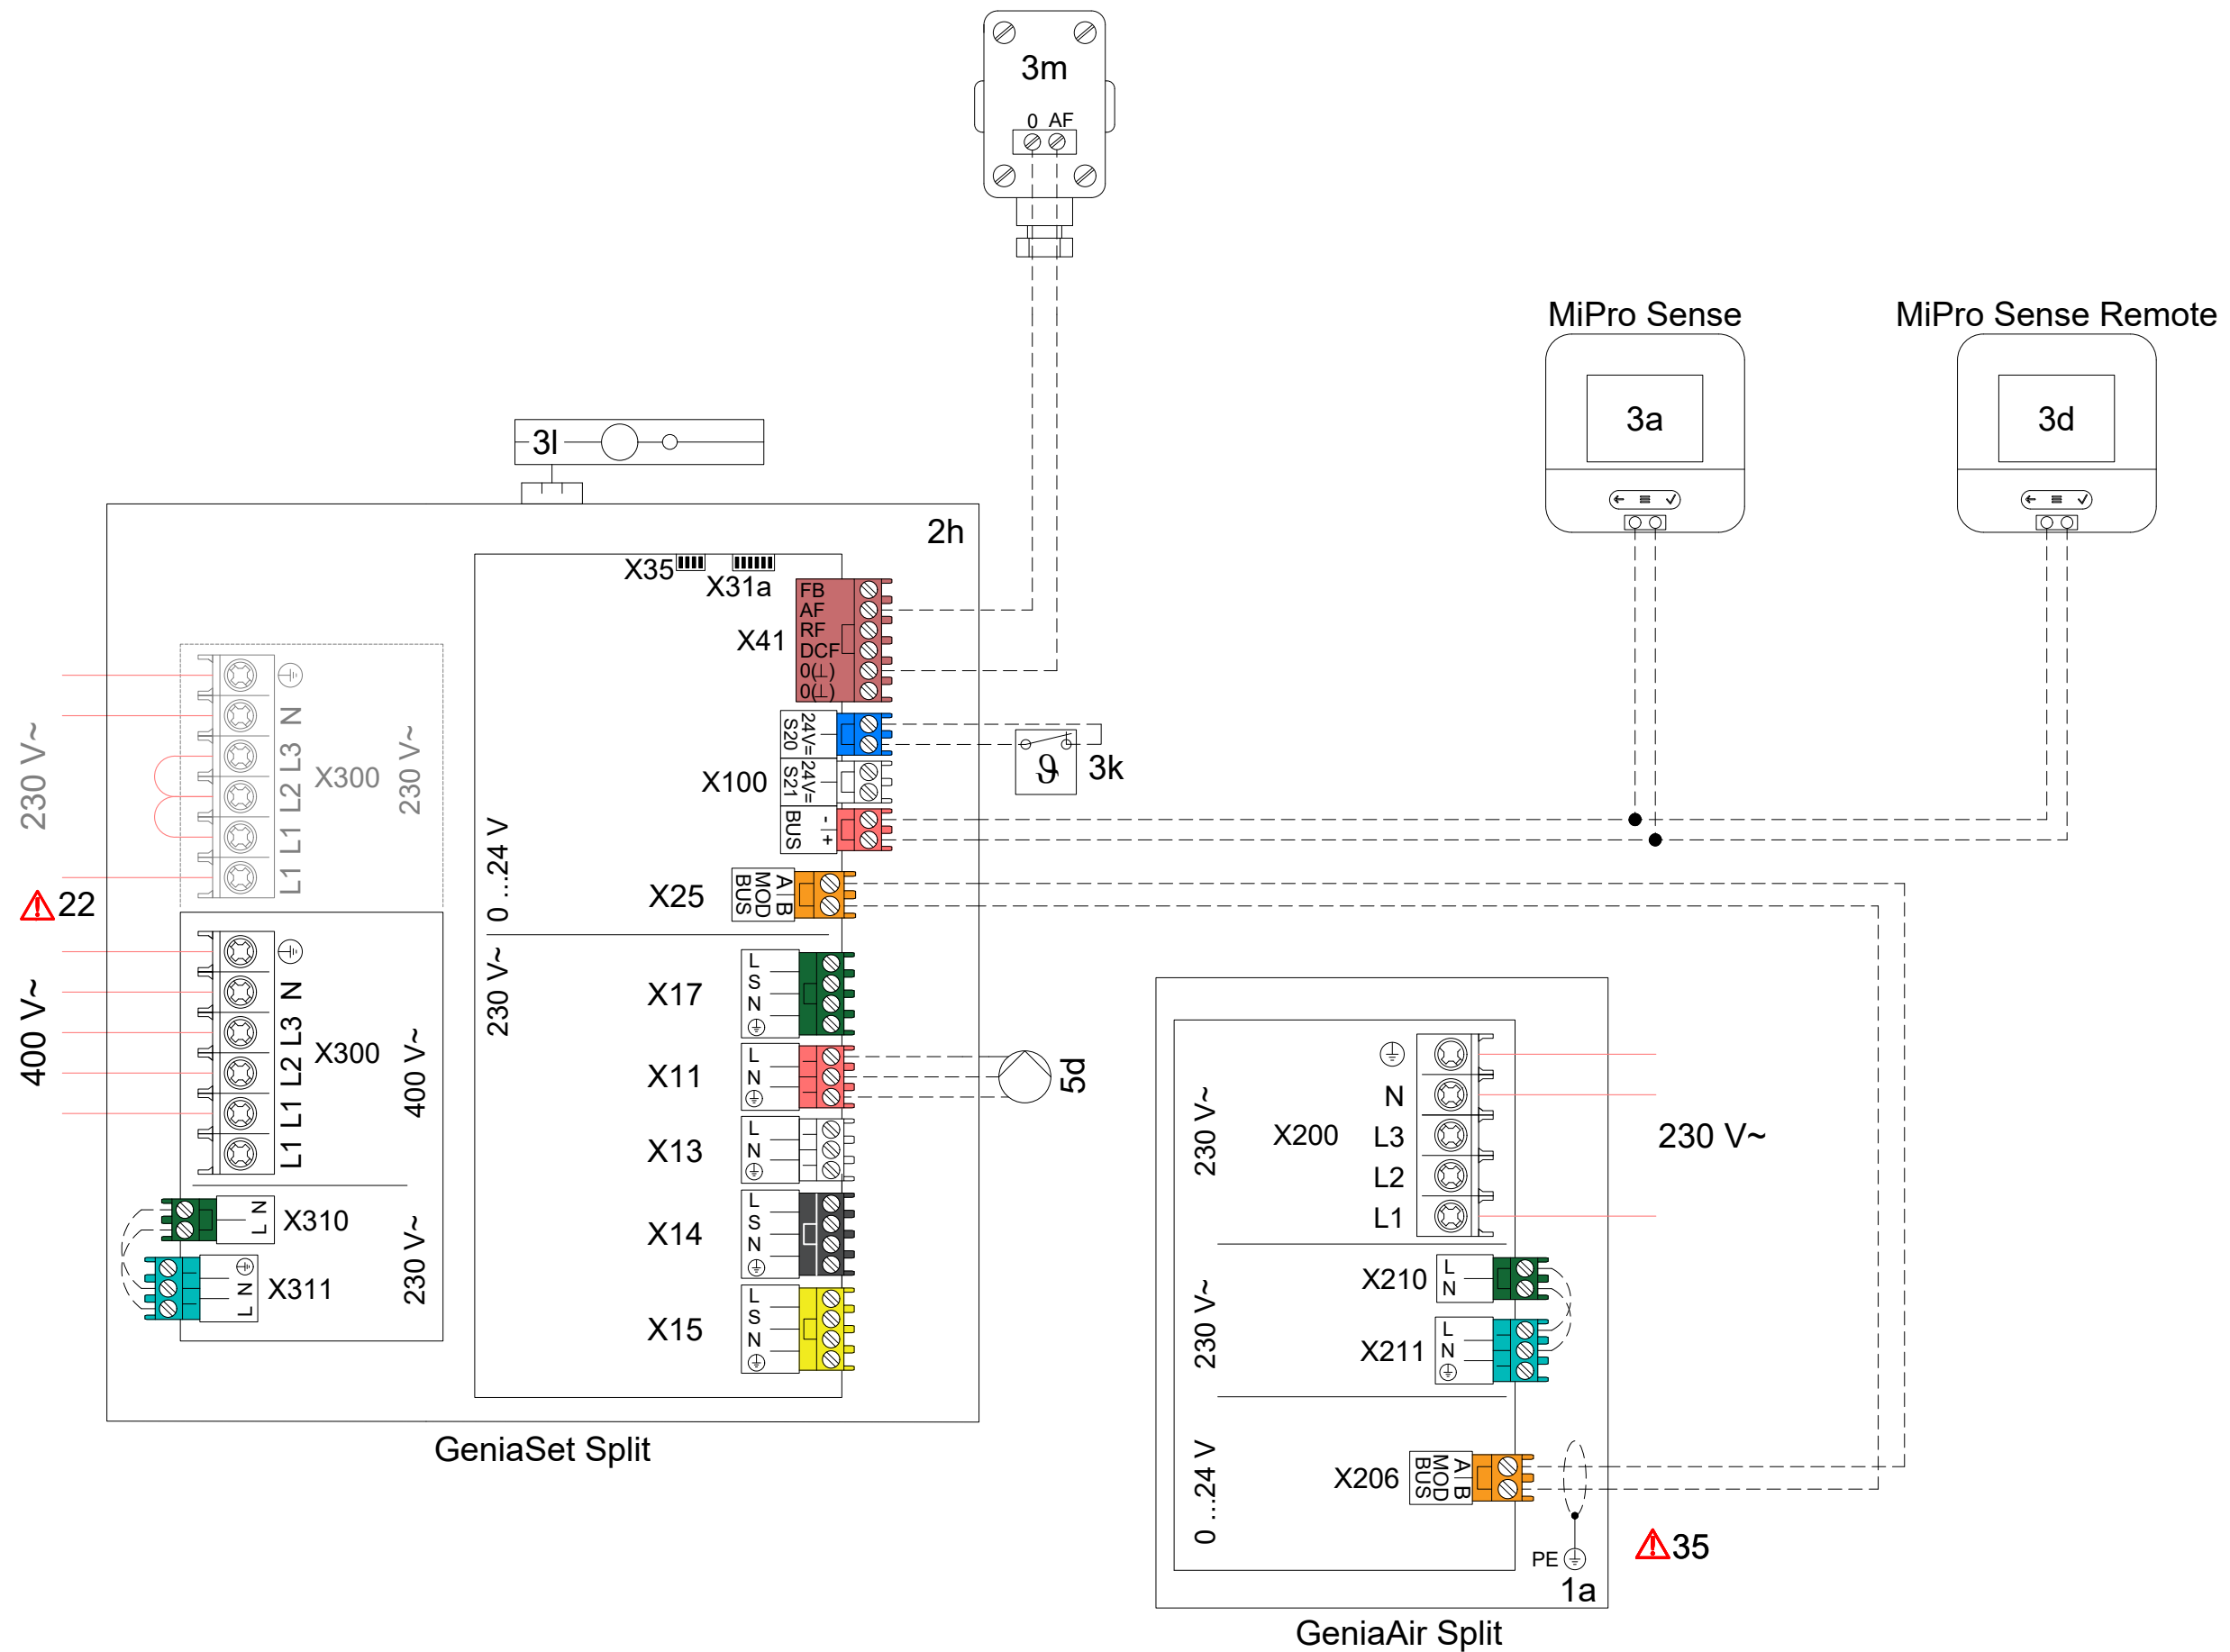 3m
0 AF
MiPro Sense
MiPro Sense Remote
3a
3d
3l
2h
X35
X31a
FB
AF
RF
DCF
0(⊥)
0(⊥)
X41
24V=
S20
X100
24V=
S21
BUS
- +
3k
ϑ
0 ...24 V
X25
A B
MOD
BUS
230 V~
X17
L
S
N
X11
L
N
5d
X13
L
N
X14
L
S
N
X15
L
S
N
230 V~
N
L3
L2
L1
L1
X300
230 V~
22
400 V~
N
L3
L2
L1
L1
X300
400 V~
L N
X310
L N
X311
230 V~
GeniaSet Split
230 V~
X200
N
L3
L2
L1
230 V~
230 V~
X210
L
N
X211
L
N
0 ...24 V
X206
A B
MOD
BUS
PE
35
1a
GeniaAir Split